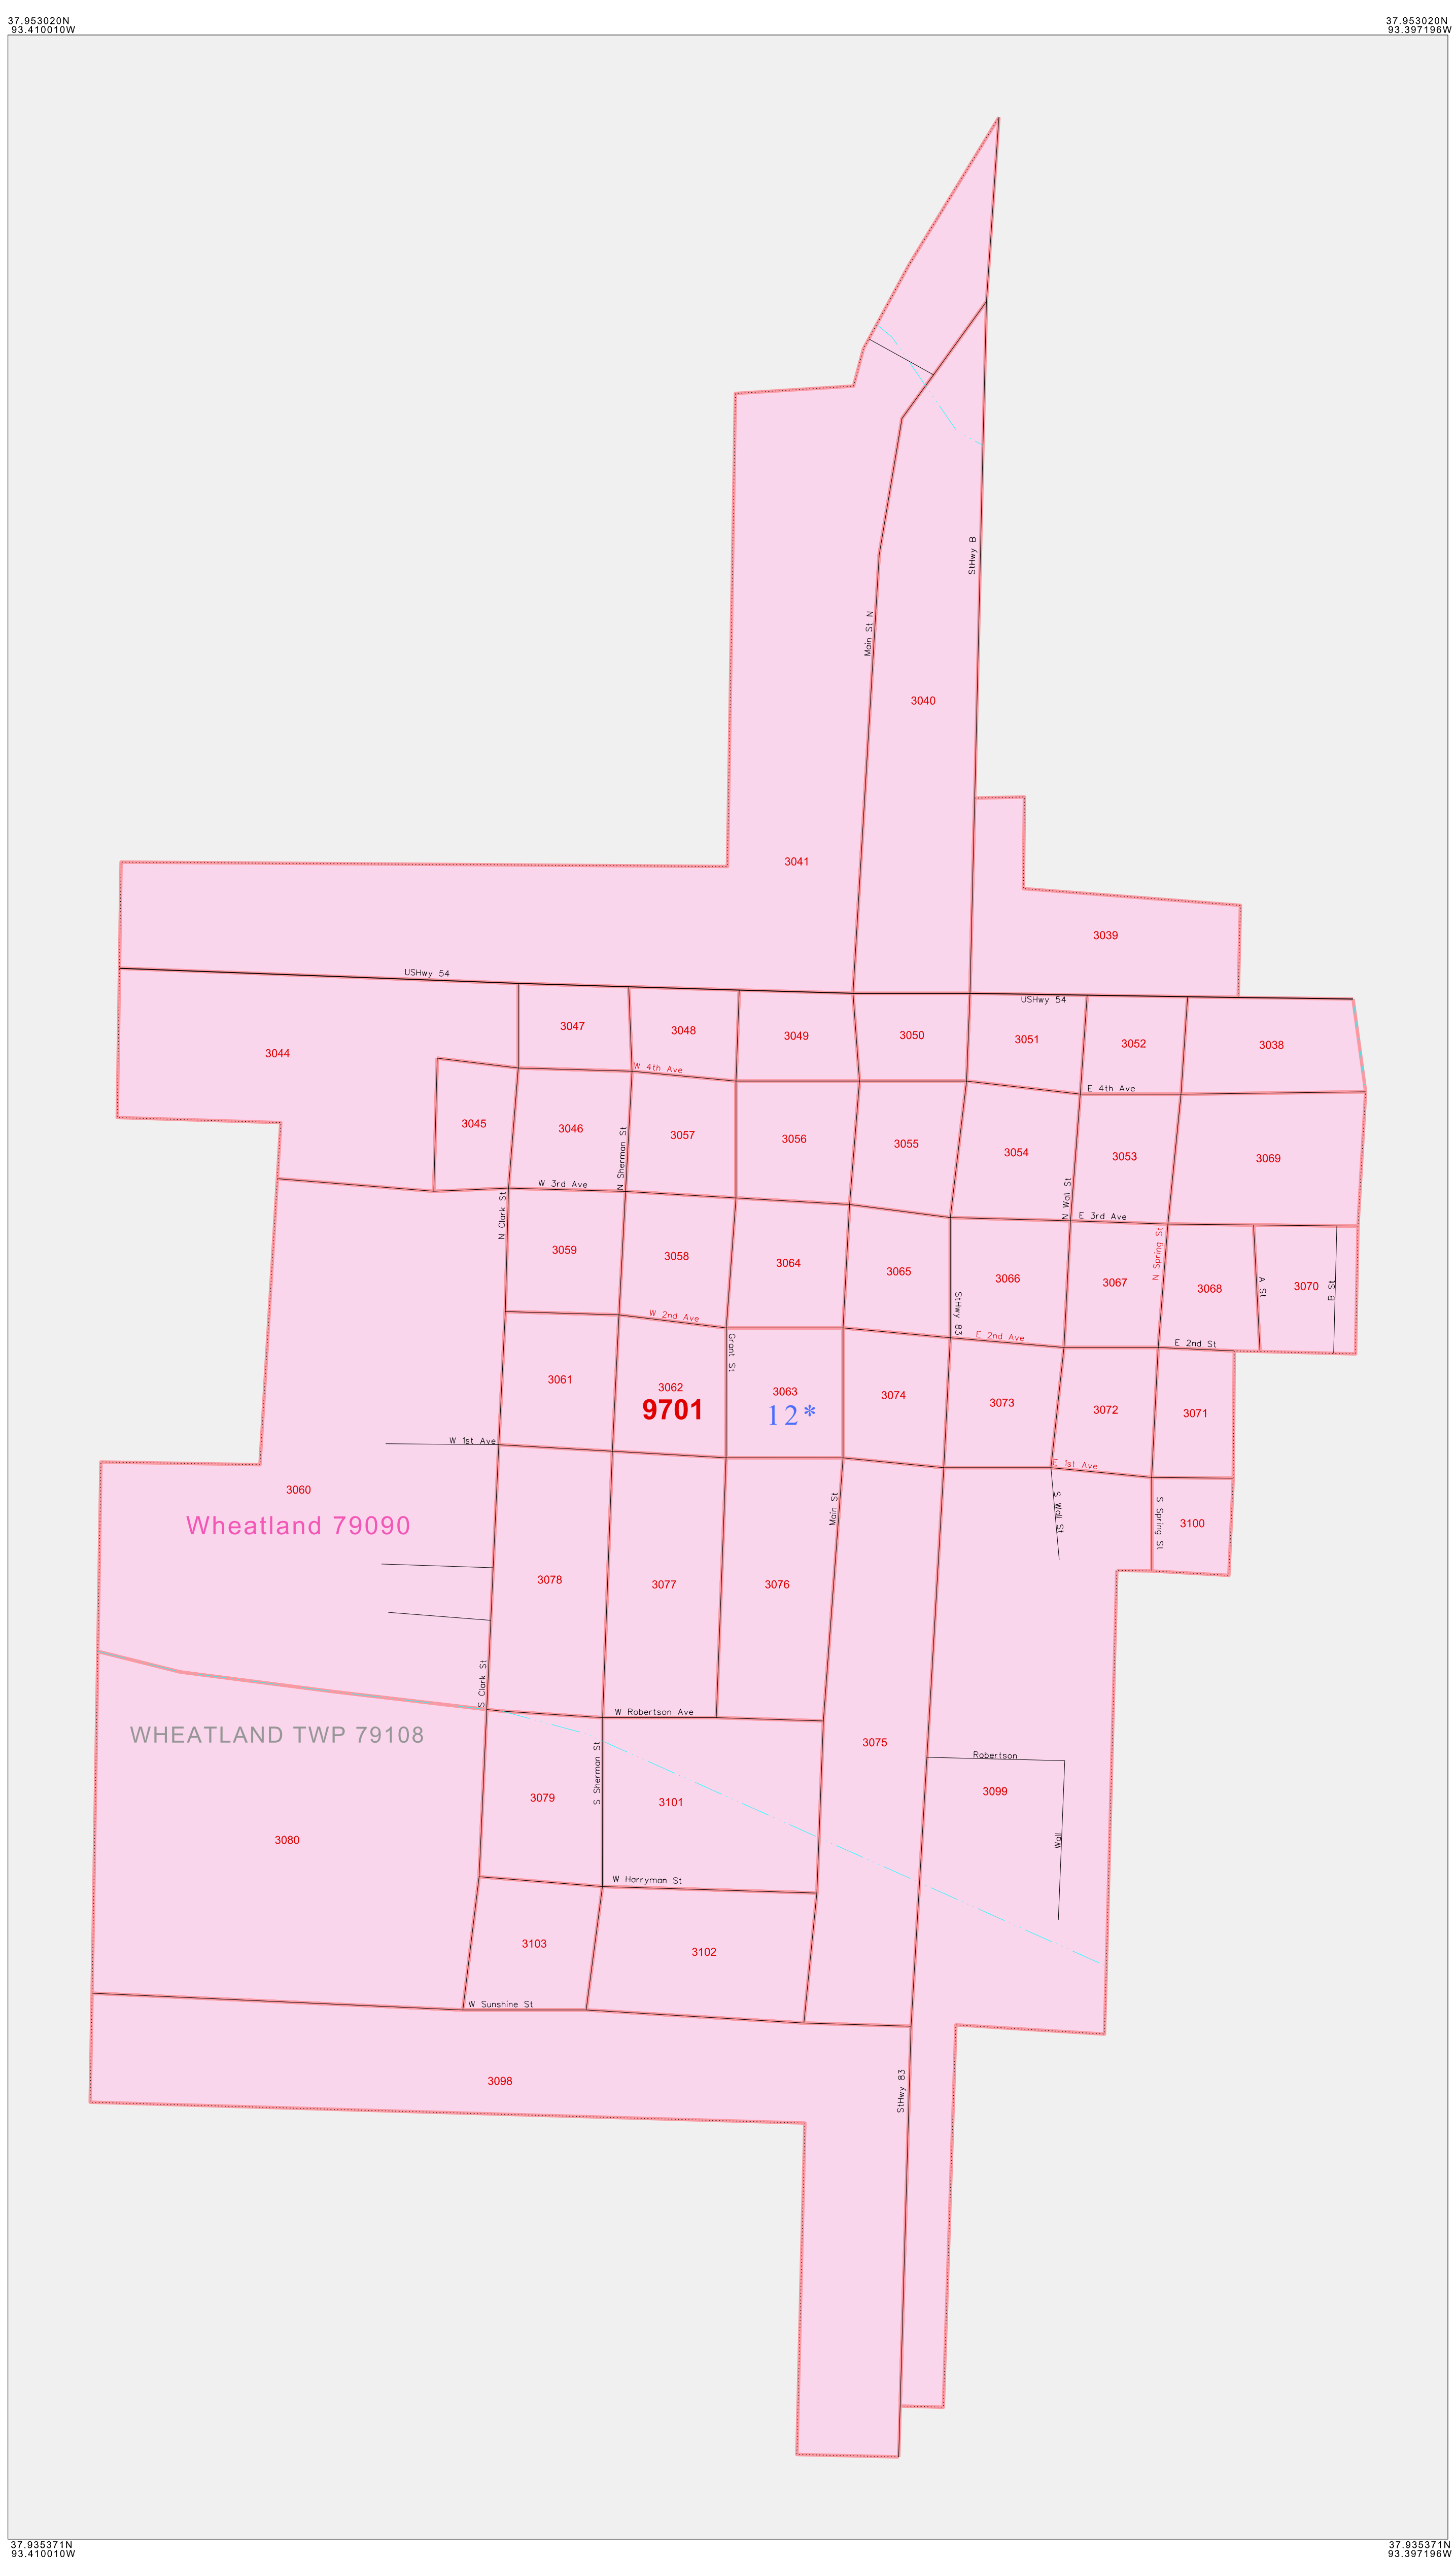 37.953020N
93.410010W
37.953020N
93.397196W
StHwy B
Main St N
3040
3041
3039
USHwy 54
USHwy 54
3047
3048
3049
3050
3051
3052
3038
3044
W 4th Ave
E 4th Ave
3045
3046
3057
3056
3055
3054
3053
3069
N Sherman St
W 3rd Ave
N Clark St
N Wall St
E 3rd Ave
N Spring St
3059
3058
3064
3065
3066
3067
3068
3070
A St
B St
StHwy 83
W 2nd Ave
E 2nd Ave
E 2nd St
Grant St
3061
3062
9701
3063
12*
3074
3073
3072
3071
W 1st Ave
E 1st Ave
3060
Wheatland 79090
Main St
S Wall St
S Spring St
3100
3078
3077
3076
S Clark St
W Robertson Ave
WHEATLAND TWP 79108
3075
Robertson
S Sherman St
3079
3101
3099
Wall
3080
W Harryman St
3103
3102
W Sunshine St
3098
StHwy 83
37.935371N
93.410010W
37.935371N
93.397196W